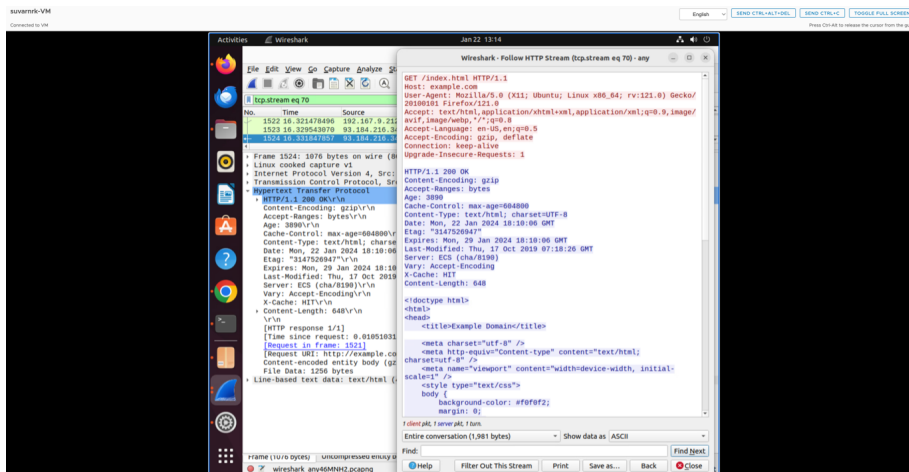 suvarnrk-VM
Connected to VM
English
SEND CTRL+ALT+DEL
SEND CTRL+C
TOGGLE FULL SCREEN
Press Ctrl-Alt to release the cursor from the gu
Activities
Wireshark
Jan 22 13:14
File Edit View Go Capture Analyze St
tcp.stream eq 70
No. Time Source
1522 16.321478496 192.167.9.212
1523 16.329543070 93.184.216.34
1524 16.331847857 93.184.216.34
Frame 1524: 1076 bytes on wire (8
Linux cooked capture v1
Internet Protocol Version 4, Src:
Transmission Control Protocol, Sr
Hypertext Transfer Protocol
HTTP/1.1 200 OK\r\n
Content-Encoding: gzip\r\n
Accept-Ranges: bytes\r\n
Age: 3890\r\n
Cache-Control: max-age=604800\r
Content-Type: text/html; charse
Date: Mon, 22 Jan 2024 18:10:06
Etag: "3147526947"\r\n
Expires: Mon, 29 Jan 2024 18:10
Last-Modified: Thu, 17 Oct 2019
Server: ECS (cha/8190)\r\n
Vary: Accept-Encoding\r\n
X-Cache: HIT\r\n
Content-Length: 648\r\n
\r\n
[HTTP response 1/1]
[Time since request: 0.01051031
[Request in frame: 1521]
[Request URI: http://example.co
Content-encoded entity body (gz
File Data: 1256 bytes
Line-based text data: text/html (
Frame (1076 bytes) Uncompressed entity b
wireshark_any46MNH2.pcapng
Wireshark - Follow HTTP Stream (tcp.stream eq 70) - any
GET /index.html HTTP/1.1
Host: example.com
User-Agent: Mozilla/5.0 (X11; Ubuntu; Linux x86_64; rv:121.0) Gecko/
20100101 Firefox/121.0
Accept: text/html,application/xhtml+xml,application/xml;q=0.9,image/
avif,image/webp,*/*;q=0.8
Accept-Language: en-US,en;q=0.5
Accept-Encoding: gzip, deflate
Connection: keep-alive
Upgrade-Insecure-Requests: 1
HTTP/1.1 200 OK
Content-Encoding: gzip
Accept-Ranges: bytes
Age: 3890
Cache-Control: max-age=604800
Content-Type: text/html; charset=UTF-8
Date: Mon, 22 Jan 2024 18:10:06 GMT
Etag: "3147526947"
Expires: Mon, 29 Jan 2024 18:10:06 GMT
Last-Modified: Thu, 17 Oct 2019 07:18:26 GMT
Server: ECS (cha/8190)
Vary: Accept-Encoding
X-Cache: HIT
Content-Length: 648
<!doctype html>
<html>
<head>
<title>Example Domain</title>
<meta charset="utf-8" />
<meta http-equiv="Content-type" content="text/html;
charset=utf-8" />
<meta name="viewport" content="width=device-width, initial-
scale=1" />
<style type="text/css">
body {
background-color: #f0f0f2;
margin: 0;
1 client pkt, 1 server pkt, 1 turn.
Entire conversation (1,981 bytes)
Show data as ASCII
Find:
Find Next
Help
Filter Out This Stream
Print
Save as...
Back
Close